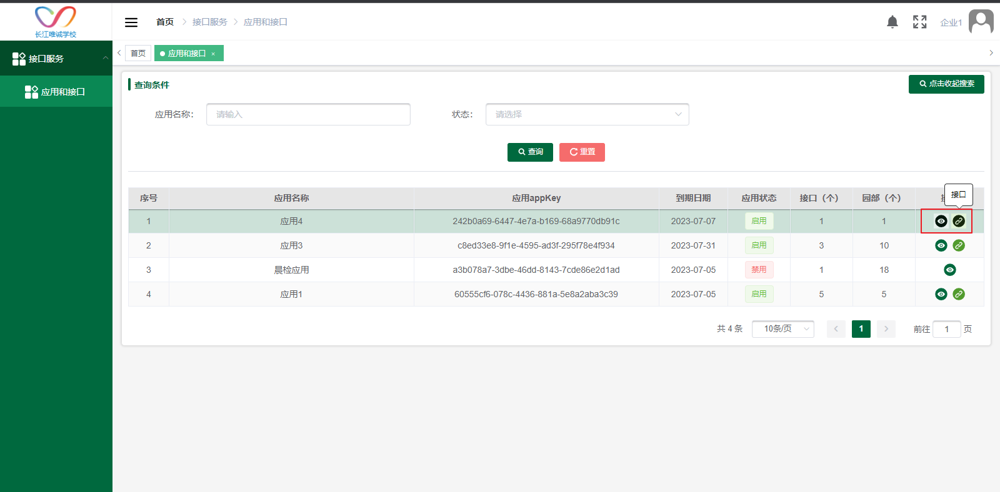 长江唯诚学校
首页 > 接口服务 > 应用和接口
企业1
接口服务
应用和接口
首页
应用和接口 ×
查询条件
点击收起搜索
应用名称： 请输入 状态： 请选择
查询 重置
接口
序号 应用名称 应用appKey 到期日期 应用状态 接口（个） 园部（个）
1 应用4 242b0a69-6447-4e7a-b169-68a9770db91c 2023-07-07 启用 1 1
2 应用3 c8ed33e8-9f1e-4595-ad3f-295f78e4f934 2023-07-31 启用 3 10
3 晨检应用 a3b078a7-3dbe-46dd-8143-7cde86e2d1ad 2023-07-05 禁用 1 18
4 应用1 60555cf6-078c-4436-881a-5e8a2aba3c39 2023-07-05 启用 5 5
共 4 条 10条/页 < 1 > 前往 1 页